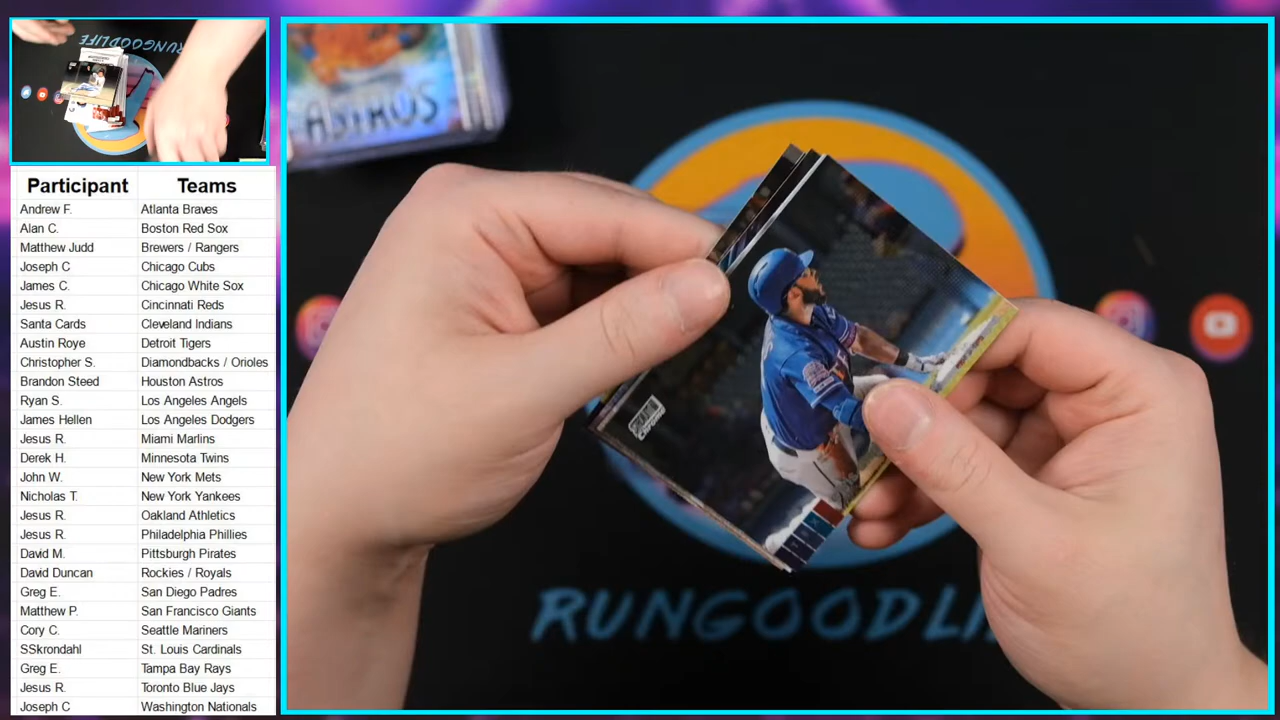 RUNGOODLIFE
ASTROS
Participant Teams
Andrew F. Atlanta Braves
Alan C. Boston Red Sox
Matthew Judd Brewers / Rangers
Joseph C Chicago Cubs
James C. Chicago White Sox
Jesus R. Cincinnati Reds
Santa Cards Cleveland Indians
Austin Roye Detroit Tigers
Christopher S. Diamondbacks / Orioles
Brandon Steed Houston Astros
Ryan S. Los Angeles Angels
James Hellen Los Angeles Dodgers
Jesus R. Miami Marlins
Derek H. Minnesota Twins
John W. New York Mets
Nicholas T. New York Yankees
Jesus R. Oakland Athletics
Jesus R. Philadelphia Phillies
David M. Pittsburgh Pirates
David Duncan Rockies / Royals
Greg E. San Diego Padres
Matthew P. San Francisco Giants
Cory C. Seattle Mariners
SSkrondahl St. Louis Cardinals
Greg E. Tampa Bay Rays
Jesus R. Toronto Blue Jays
Joseph C Washington Nationals
STADIUM CLUB
Chrome
RUNGOODLIF